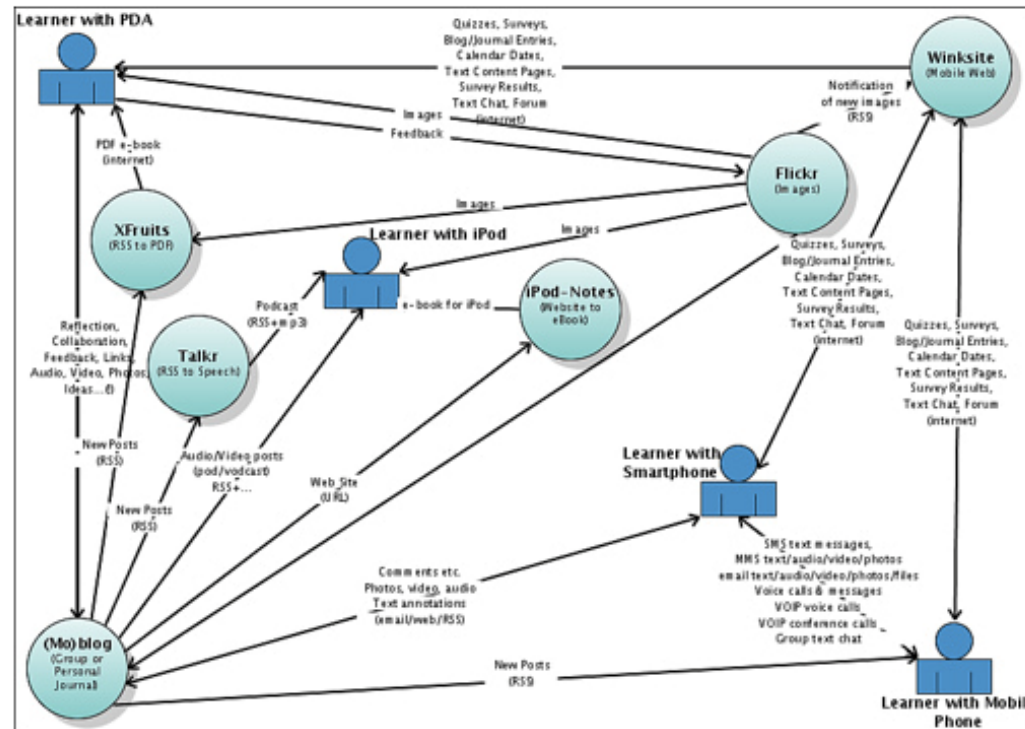 Learner with PDA
Quizzes, Surveys,
Blog/Journal Entries,
Calendar Dates,
Text Content Pages,
Survey Results,
Text Chat, Forum
(internet)
Winksite
(Mobile Web)
Notification
of new images
(RSS)
Images
Feedback
PDF e-book
(internet)
Flickr
(Images)
XFruits
(RSS to PDF)
Images
Learner with iPod
Images
Quizzes, Surveys,
Blog/Journal Entries,
Calendar Dates,
Text Content Pages,
Survey Results,
Text Chat, Forum
(internet)
iPod-Notes
(Website to
eBook)
e-book for iPod
Podcast
(RSS+mp3)
Reflection,
Collaboration,
Feedback, Links,
Audio, Video, Photos,
Talkr
(RSS to Speech)
Quizzes, Surveys,
Blog/Journal Entries,
Calendar Dates,
Text Content Pages,
Survey Results,
Text Chat, Forum
(internet)
New Posts
(RSS)
Audio/Video posts
(pod/vodcast)
RSS+...
Web Site
(URL)
Learner with
Smartphone
New Posts
(RSS)
SMS text messages,
MMS text/audio/video/photos
email text/audio/video/photos/files
Voice calls & messages
VOIP voice calls
VOIP conference calls
Group text chat
Comments etc.
Photos, video, audio
Text annotations
(email/web/RSS)
(Mo)blog
(Group or
Personal
Journal)
New Posts
(RSS)
Learner with Mobil
Phone